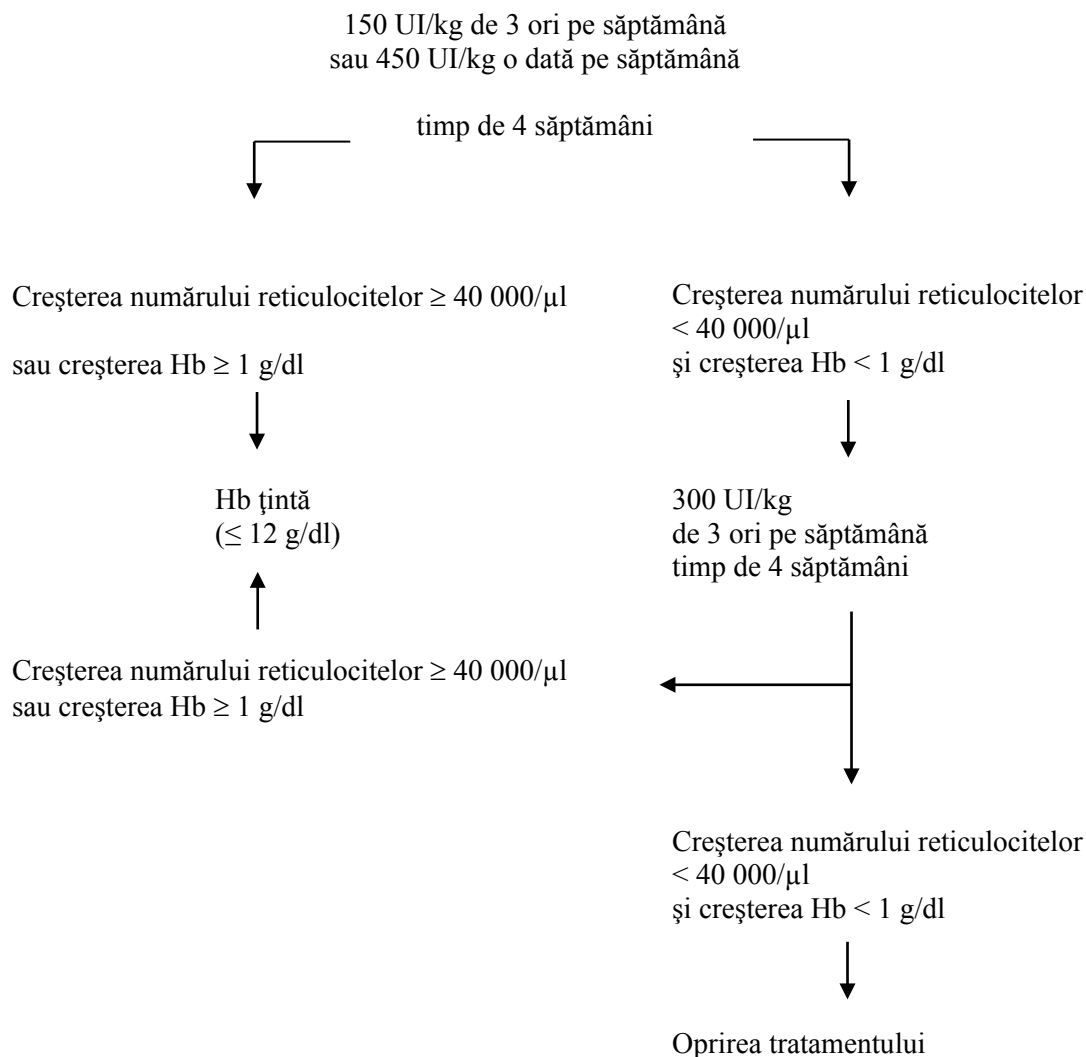 150 UI/kg de 3 ori pe săptămână
sau 450 UI/kg o dată pe săptămână
timp de 4 săptămâni
Creşterea numărului reticulocitelor ≥ 40 000/µl
sau creşterea Hb ≥ 1 g/dl
Creşterea numărului reticulocitelor
< 40 000/µl
şi creşterea Hb < 1 g/dl
Hb ţintă
(≤ 12 g/dl)
300 UI/kg
de 3 ori pe săptămână
timp de 4 săptămâni
Creşterea numărului reticulocitelor ≥ 40 000/µl
sau creşterea Hb ≥ 1 g/dl
Creşterea numărului reticulocitelor
< 40 000/µl
şi creşterea Hb < 1 g/dl
Oprirea tratamentului